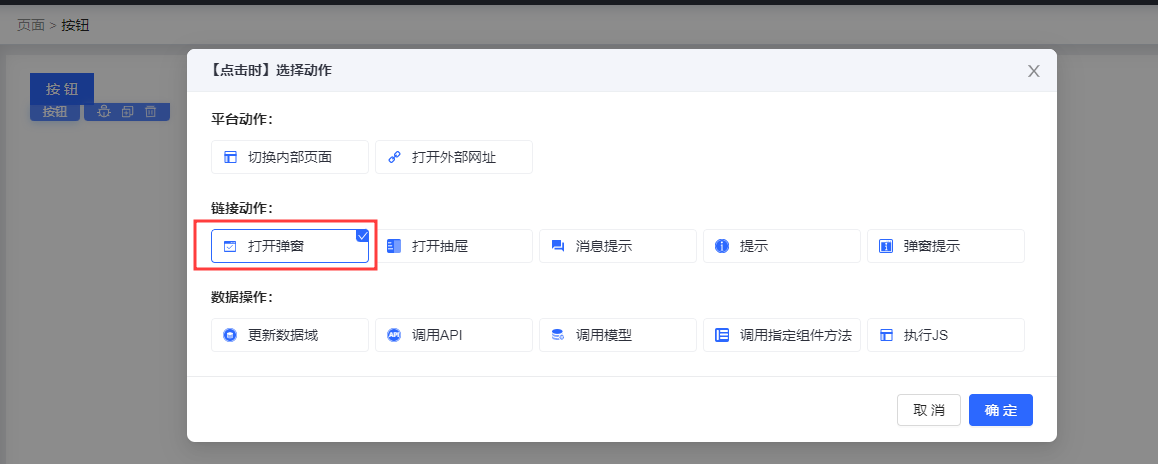 页面 > 按钮
【点击时】选择动作
按 钮
按钮
平台动作：
切换内部页面
打开外部网址
链接动作：
打开弹窗
打开抽屉
消息提示
提示
弹窗提示
数据操作：
更新数据域
API
调用API
调用模型
调用指定组件方法
执行JS
取 消
确 定